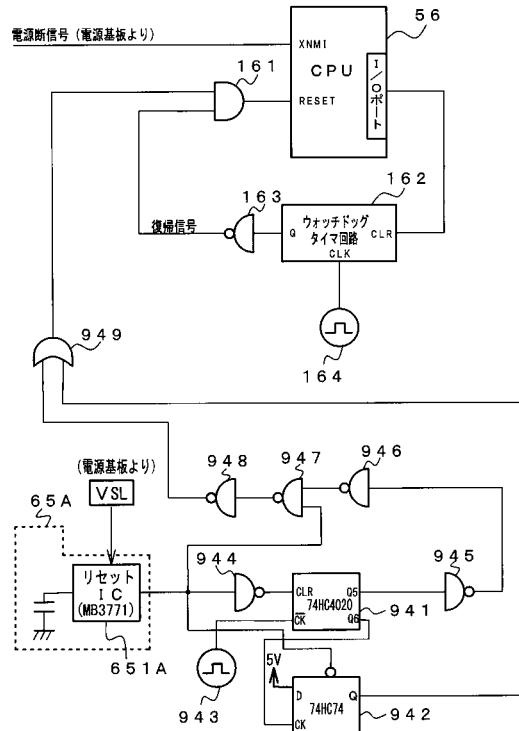 電源断信号(電源基板より)
XNMI
56
CPU
I/Oポート
161
RESET
162
163
復帰信号
Q
ウォッチドッグ
タイマ回路
CLR
CLK
164
949
(電源基板より)
948
947
946
65A
VSL
944
945
リセット
IC
(MB3771)
CLR
74HC4020
Q5
CK
Q6
941
651A
943
5V
D
74HC74
Q
CK
942